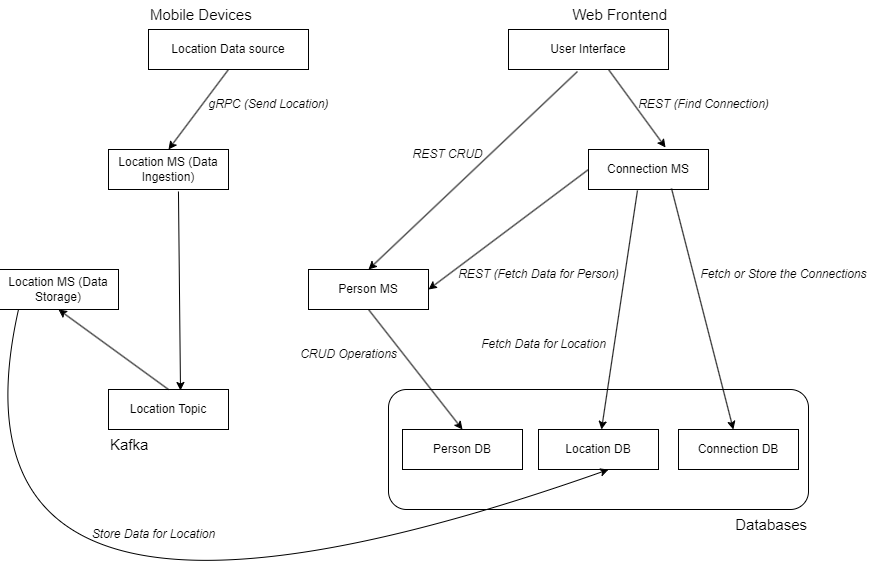 Mobile Devices
Web Frontend
Location Data source
User Interface
gRPC (Send Location)
REST (Find Connection)
REST CRUD
Location MS (Data
Ingestion)
Connection MS
Location MS (Data
Storage)
Person MS
REST (Fetch Data for Person)
Fetch or Store the Connections
CRUD Operations
Fetch Data for Location
Location Topic
Kafka
Person DB
Location DB
Connection DB
Databases
Store Data for Location